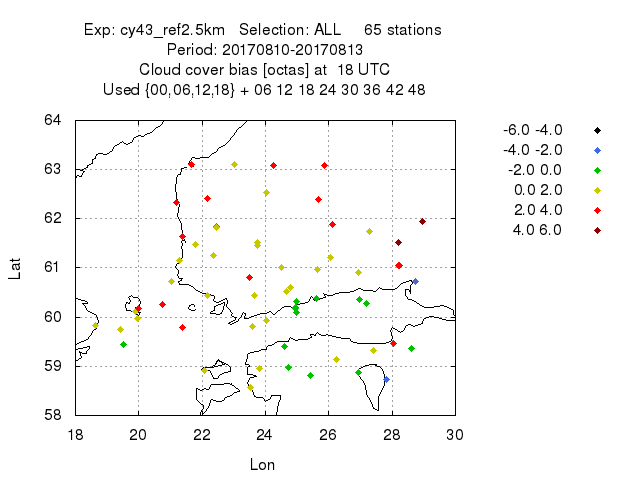 Exp: cy43_ref2.5km   Selection: ALL     65 stations
Period: 20170810-20170813
Cloud cover bias [octas] at  18 UTC
Used {00,06,12,18} + 06 12 18 24 30 36 42 48
64
63
62
61
60
59
58
Lat
18 20 22 24 26 28 30
Lon
-6.0 -4.0
-4.0 -2.0
-2.0 0.0
0.0 2.0
2.0 4.0
4.0 6.0